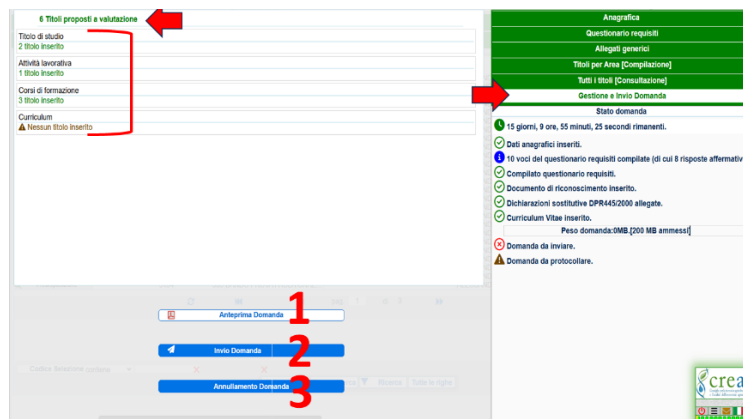 6 Titoli proposti a valutazione
Titolo di studio
2 titolo inserito
Attività lavorativa
1 titolo inserito
Corsi di formazione
3 titolo inserito
Curriculum
Nessun titolo inserito
Anteprima Domanda
1
Invio Domanda
2
Annullamento Domanda
3
Anagrafica
Questionario requisiti
Allegati generici
Titoli per Area [Compilazione]
Tutti i titoli [Consultazione]
Gestione e Invio Domanda
Stato domanda
15 giorni, 9 ore, 55 minuti, 25 secondi rimanenti.
Dati anagrafici inseriti.
10 voci del questionario requisiti compilate (di cui 8 risposte affermativ
Compilato questionario requisiti.
Documento di riconoscimento inserito.
Dichiarazioni sostitutive DPR445/2000 allegate.
Curriculum Vitae inserito.
Peso domanda:0MB.[200 MB ammessi]
Domanda da inviare.
Domanda da protocollare.
crea